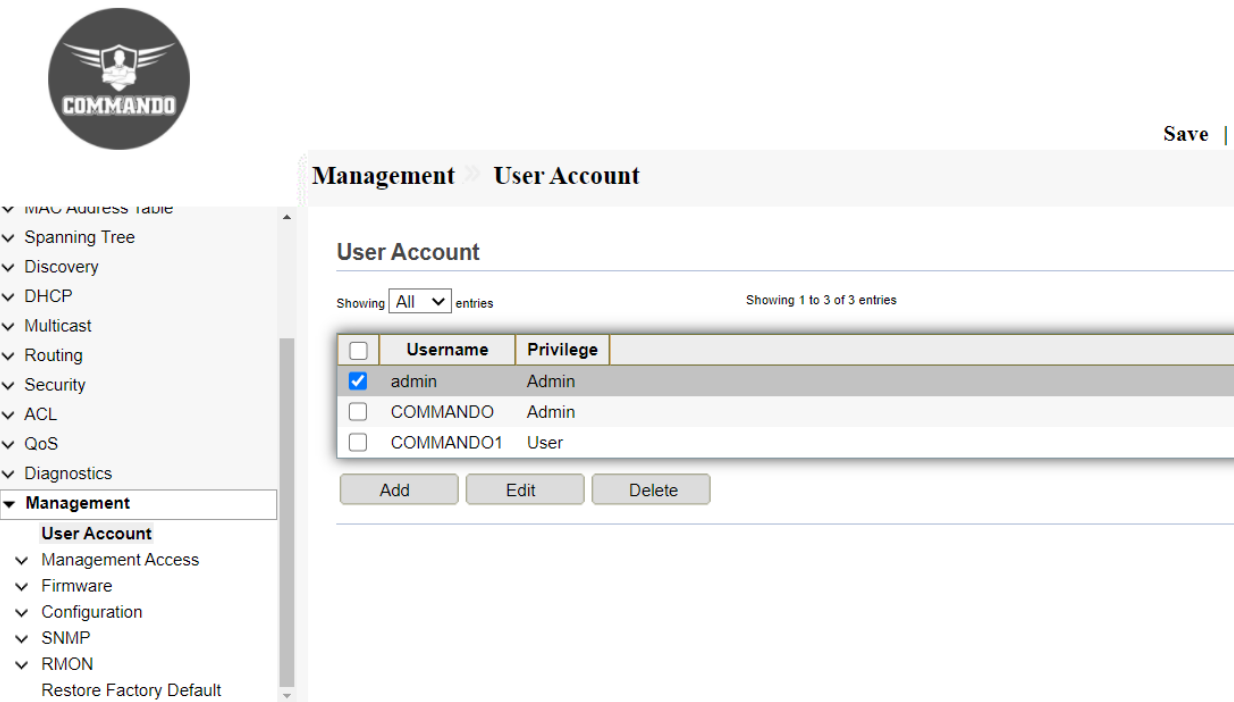 COMMANDO
Save |
Management » User Account
MAC Address Table
Spanning Tree
Discovery
DHCP
Multicast
Routing
Security
ACL
QoS
Diagnostics
Management
User Account
Management Access
Firmware
Configuration
SNMP
RMON
Restore Factory Default
User Account
Showing All entries
Showing 1 to 3 of 3 entries
Username Privilege
admin Admin
COMMANDO Admin
COMMANDO1 User
Add Edit Delete